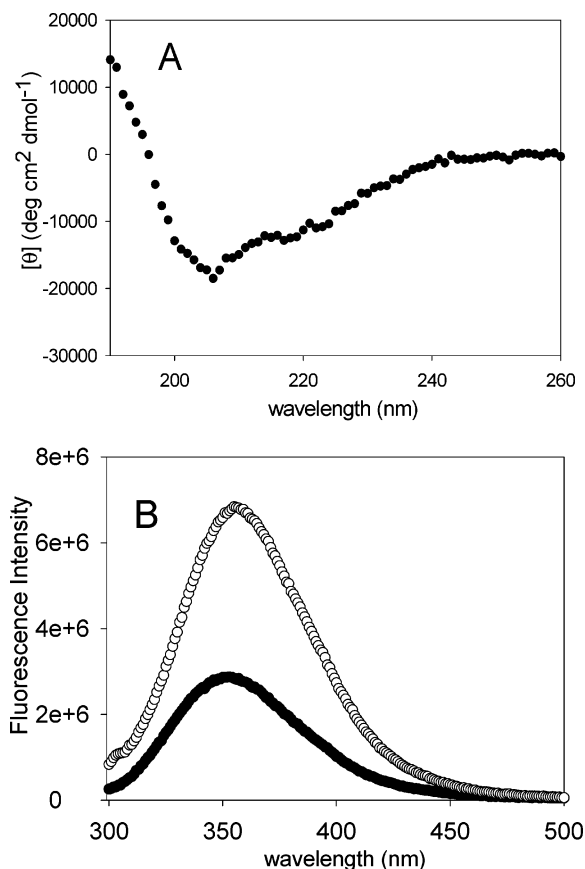 20000
A
10000
0
-10000
-20000
-30000
[θ] (deg cm2 dmol-1)
200 220 240 260
wavelength (nm)
8e+6
B
6e+6
4e+6
2e+6
0
Fluorescence Intensity
300 350 400 450 500
wavelength (nm)